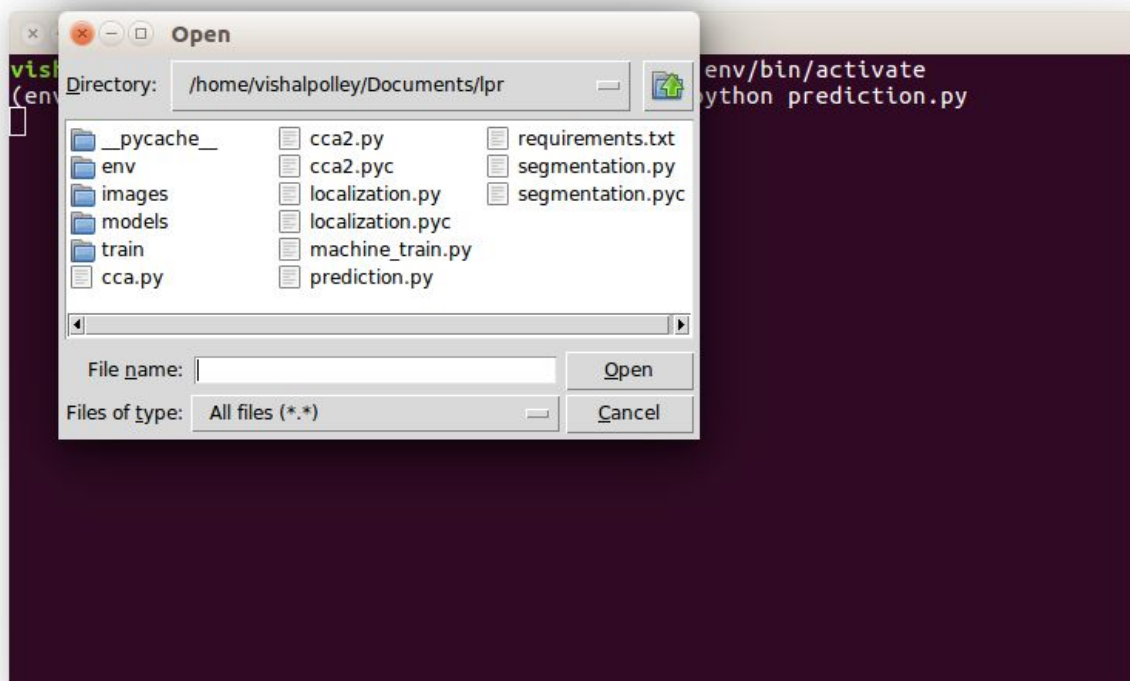 Open
vish env/bin/activate
(env python prediction.py
Directory: /home/vishalpolley/Documents/lpr
__pycache__ cca2.py requirements.txt
env cca2.pyc segmentation.py
images localization.py segmentation.pyc
models localization.pyc
train machine_train.py
cca.py prediction.py
File name: Open
Files of type: All files (*.*) Cancel